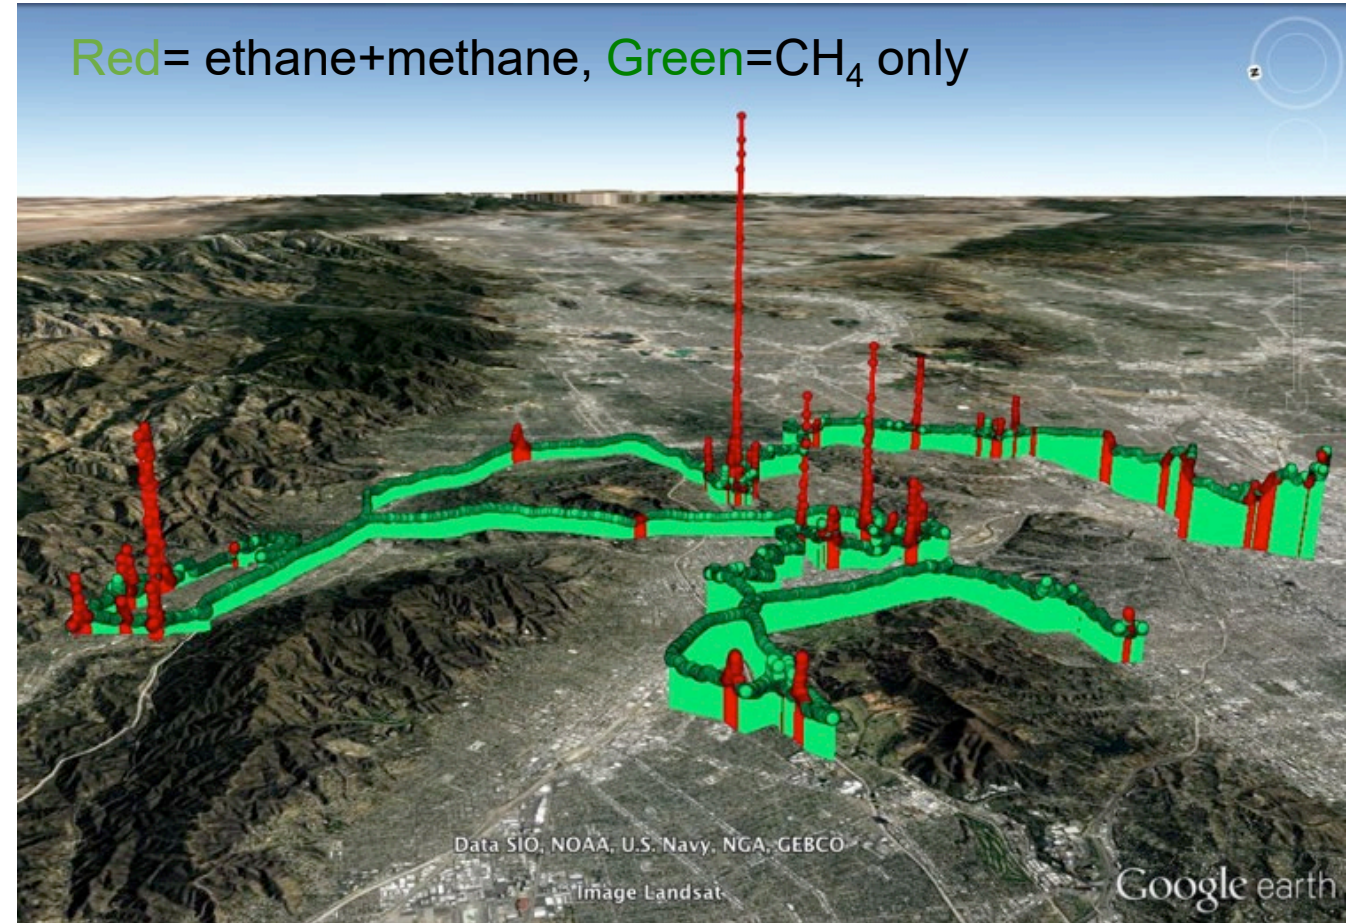 Red= ethane+methane, Green=CH₄ only
N
Data SIO, NOAA, U.S. Navy, NGA, GEBCO
Image Landsat
Google earth